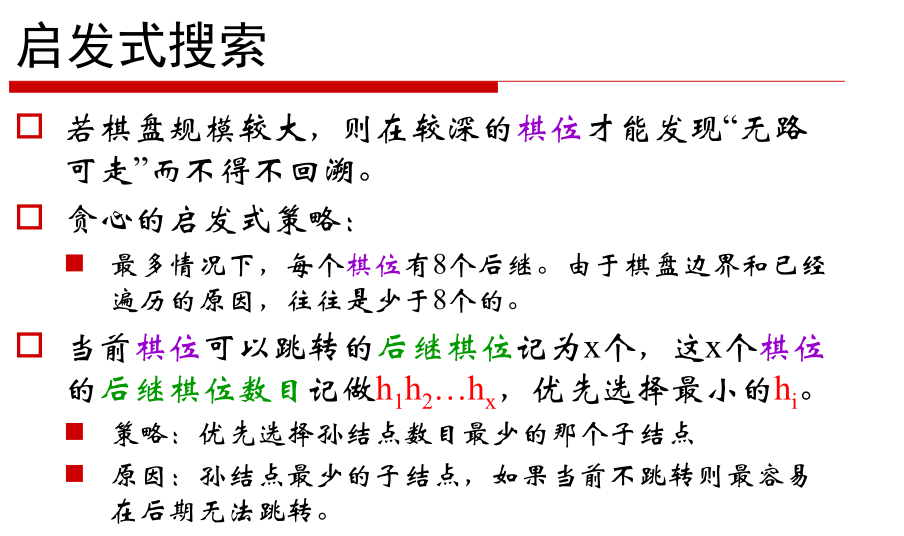 启发式搜索
若棋盘规模较大，则在较深的棋位才能发现“无路
可走”而不得不回溯。
贪心的启发式策略：
最多情况下，每个棋位有8个后继。由于棋盘边界和已经
遍历的原因，往往是少于8个的。
当前棋位可以跳转的后继棋位记为x个，这x个棋位
的后继棋位数目记做h1h2…hx，优先选择最小的hi。
策略：优先选择孙结点数目最少的那个子结点
原因：孙结点最少的子结点，如果当前不跳转则最容易
在后期无法跳转。